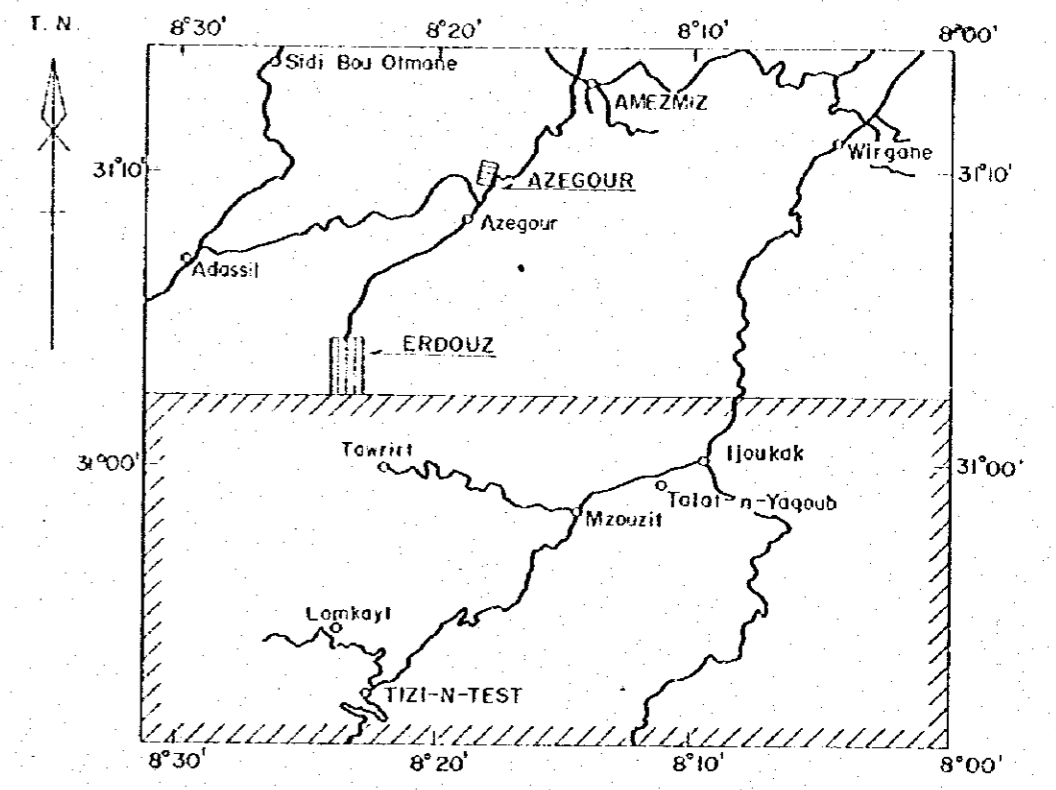 T. N.
8°30' 8°20' 8°10' 8°00'
Sidi Bou Otmane
AMEZMIZ
Wirgane
31°10' 31°10'
AZEGOUR
Azegour
Adassil
ERDOUZ
Tawrirt
Ijoukak
31°00' 31°00'
Talat-n-Yaqoub
Mzouzit
Lamkayt
TIZI-N-TEST
8°30' 8°20' 8°10' 8°00'